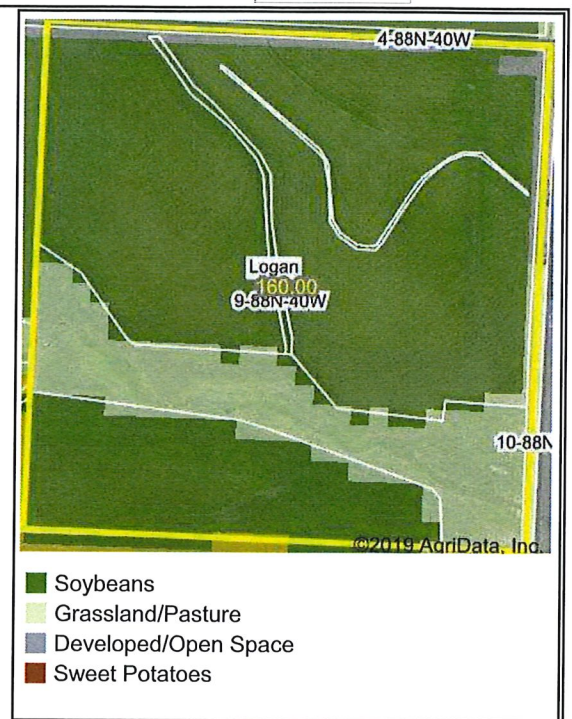 4-88N-40W
Logan
160.00
9-88N-40W
10-88N
©2019 AgriData, Inc.
Soybeans
Grassland/Pasture
Developed/Open Space
Sweet Potatoes